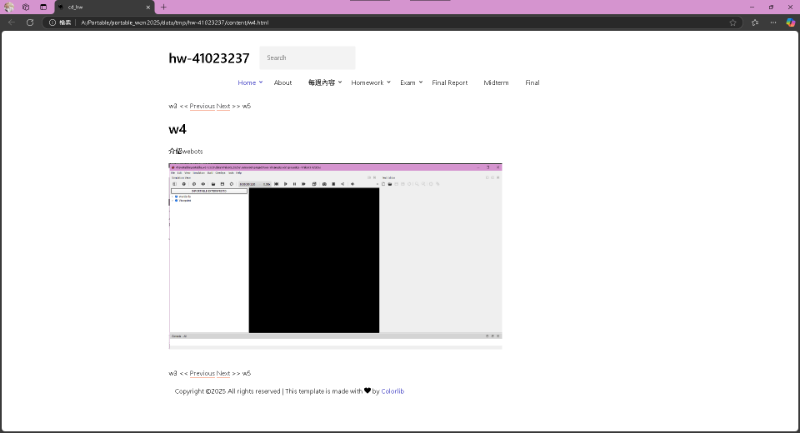 cd_hw
檔案
A:/Portable/portable_wcm2025/data/tmp/hw-41023237/content/w4.html
hw-41023237
Search
Home
About
每週內容
Homework
Exam
Final Report
Midterm
Final
w3 << Previous Next >> w5
w4
介紹webots
w3 << Previous Next >> w5
Copyright ©2025 All rights reserved | This template is made with ♥ by Colorlib